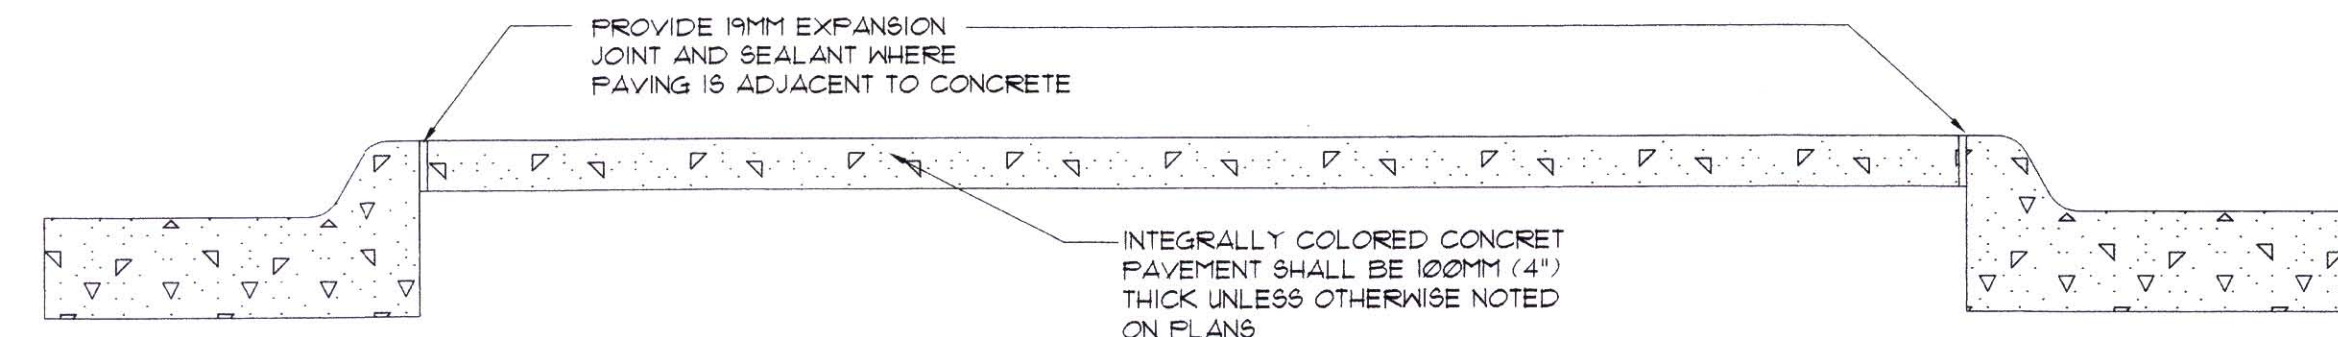 PROVIDE 19MM EXPANSION
JOINT AND SEALANT WHERE
PAVING IS ADJACENT TO CONCRETE
INTEGRALLY COLORED CONCRET
PAVEMENT SHALL BE 100MM (4")
THICK UNLESS OTHERWISE NOTED
ON PLANS